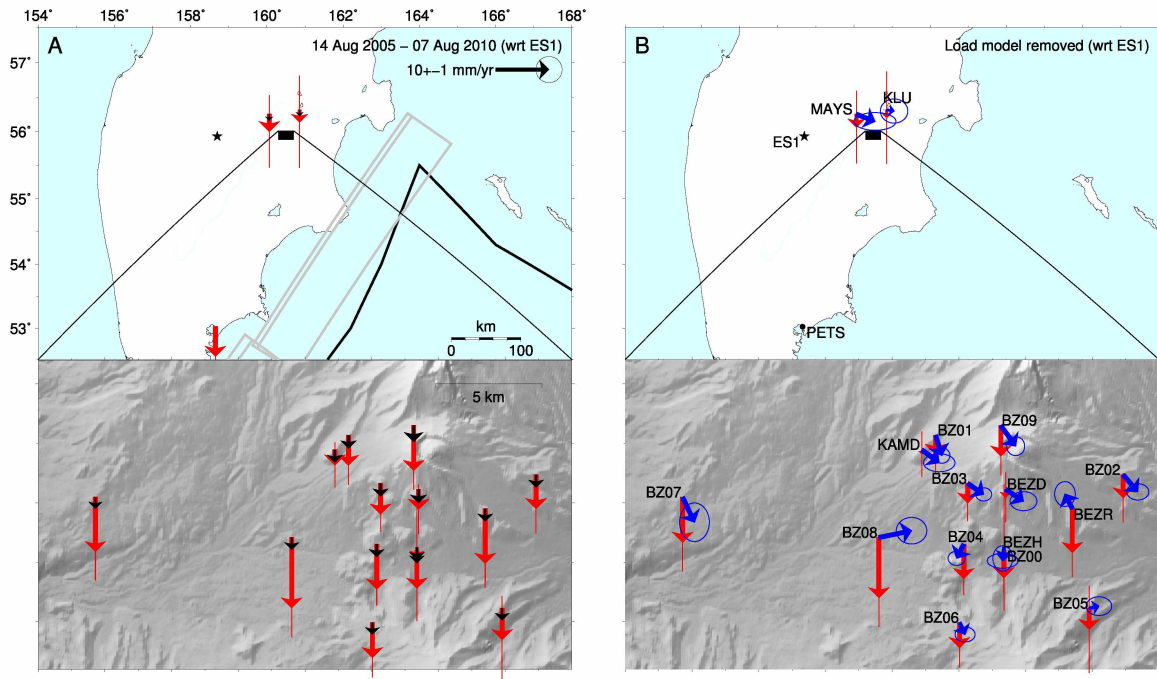 154° 156° 158° 160° 162° 164° 166° 168°
A
14 Aug 2005 − 07 Aug 2010 (wrt ES1)
10+−1 mm/yr
57°
56°
55°
54°
53°
km
0 100
5 km
B
Load model removed (wrt ES1)
KLU
MAYS
ES1
PETS
BZ09
BZ01
KAMD
BZ02
BZ03
BEZD
BZ07
BEZR
BZ08
BZ04
BEZH
BZ00
BZ05
BZ06